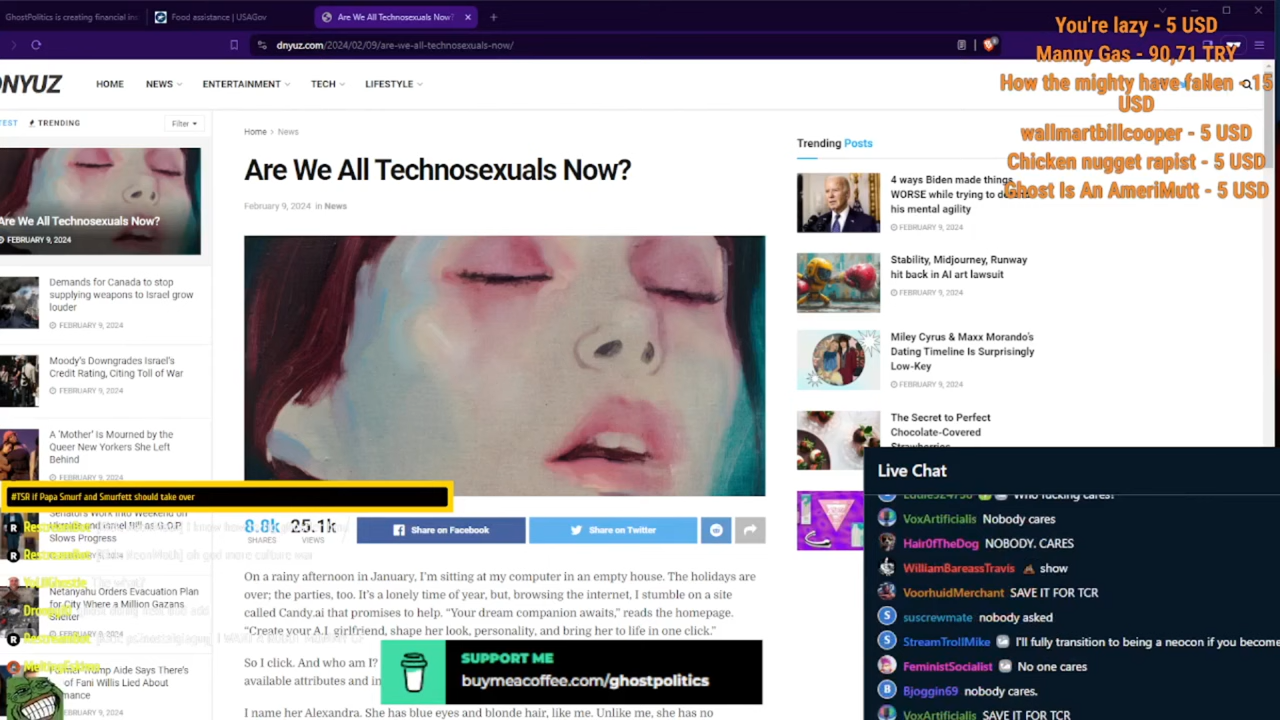 GhostPolitics is creating financial in
Food assistance | USAGov
Are We All Technosexuals Now?
dnyuz.com/2024/02/09/are-we-all-technosexuals-now/
You're lazy - 5 USD
Manny Gas - 90,71 TRY
How the mighty have fallen - 15
USD
wallmartbillcooper - 5 USD
Chicken nugget rapist - 5 USD
Ghost Is An AmeriMutt - 5 USD
DNYUZ
HOME
NEWS
ENTERTAINMENT
TECH
LIFESTYLE
TRENDING
Filter
Are We All Technosexuals Now?
FEBRUARY 9, 2024
Demands for Canada to stop
supplying weapons to Israel grow
louder
FEBRUARY 9, 2024
Moody's Downgrades Israel's
Credit Rating, Citing Toll of War
FEBRUARY 9, 2024
A 'Mother' Is Mourned by the
Queer New Yorkers She Left
Behind
FEBRUARY 9, 2024
#TSR if Papa Smurf and Smurfett should take over
Slows Progress
Netanyahu Orders Evacuation Plan
for City Where a Million Gazans
Shelter
Former Trump Aide Says There's
of Fani Willis Lied About
FEBRUARY 9, 2024
Home > News
Are We All Technosexuals Now?
February 9, 2024 in News
8.8k
SHARES
25.1k
VIEWS
Share on Facebook
Share on Twitter
On a rainy afternoon in January, I'm sitting at my computer in an empty house. The holidays are
over; the parties, too. It's a lonely time of year, but, browsing the internet, I stumble on a site
called Candy.ai that promises to help. "Your dream companion awaits," reads the homepage.
"Create your A.I. girlfriend, shape her look, personality, and bring her to life in one click."
So I click. And who am I?
available attributes and in
I name her Alexandra. She has blue eyes and blonde hair, like me. Unlike me, she has no
SUPPORT ME
buymeacoffee.com/ghostpolitics
Trending Posts
4 ways Biden made things
WORSE while trying to
his mental agility
FEBRUARY 9, 2024
Stability, Midjourney, Runway
hit back in AI art lawsuit
FEBRUARY 9, 2024
Miley Cyrus & Maxx Morando's
Dating Timeline Is Surprisingly
Low-Key
FEBRUARY 9, 2024
The Secret to Perfect
Chocolate-Covered
Live Chat
Who fucking cares?
VoxArtificialis Nobody cares
Hair0fTheDog NOBODY. CARES
WilliamBareassTravis show
VoorhuidMerchant SAVE IT FOR TCR
suscrewmate nobody asked
StreamTrollMike I'll fully transition to being a neocon if you become
FeministSocialist No one cares
Bjoggin69 nobody cares.
VoxArtificialis SAVE IT FOR TCR